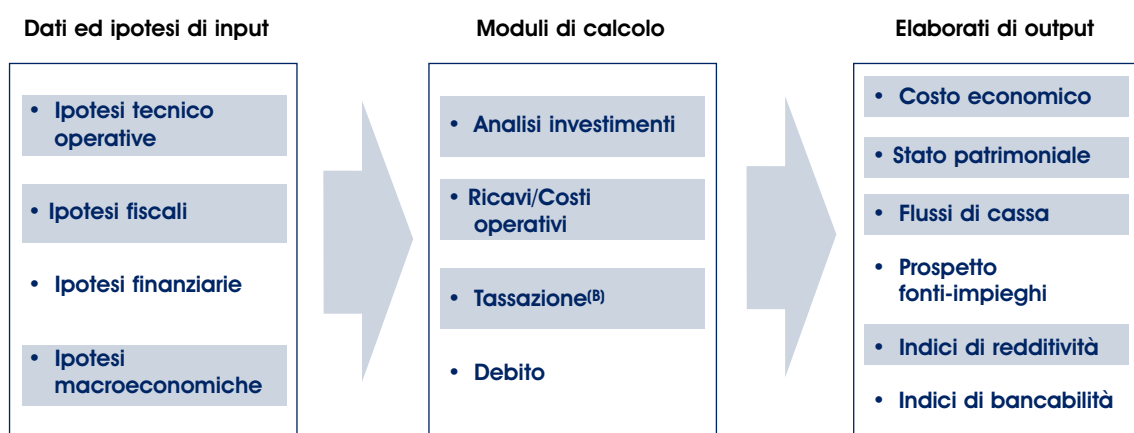 Dati ed ipotesi di input
• Ipotesi tecnico
operative
• Ipotesi fiscali
• Ipotesi finanziarie
• Ipotesi
macroeconomiche
Moduli di calcolo
• Analisi investimenti
• Ricavi/Costi
operativi
• Tassazione(B)
• Debito
Elaborati di output
• Costo economico
• Stato patrimoniale
• Flussi di cassa
• Prospetto
fonti-impieghi
• Indici di redditività
• Indici di bancabilità